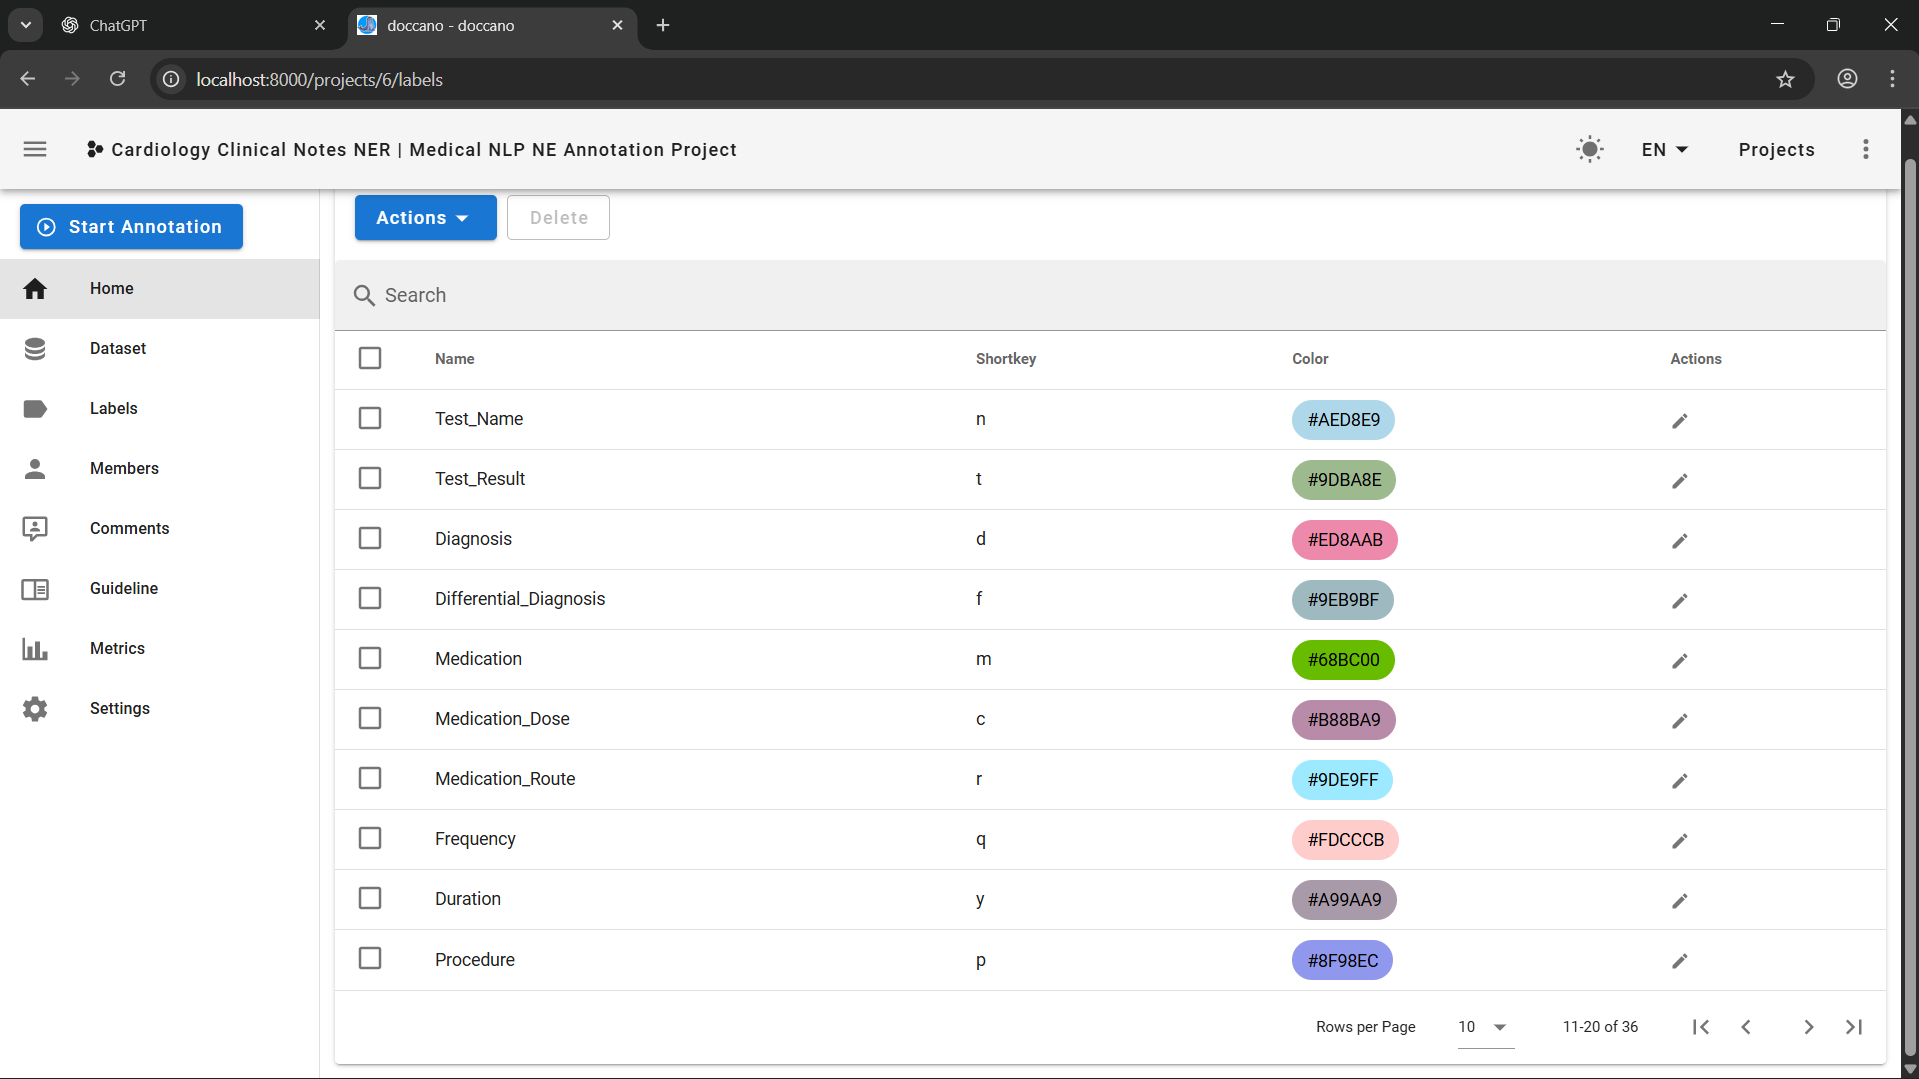 ChatGPT
doccano - doccano
localhost:8000/projects/6/labels
Cardiology Clinical Notes NER | Medical NLP NE Annotation Project
EN
Projects
Start Annotation
Home
Dataset
Labels
Members
Comments
Guideline
Metrics
Settings
Actions
Delete
Search
Name Shortkey Color Actions
Test_Name n #AED8E9
Test_Result t #9DBA8E
Diagnosis d #ED8AAB
Differential_Diagnosis f #9EB9BF
Medication m #68BC00
Medication_Dose c #B88BA9
Medication_Route r #9DE9FF
Frequency q #FDCCCB
Duration y #A99AA9
Procedure p #8F98EC
Rows per Page 10 11-20 of 36